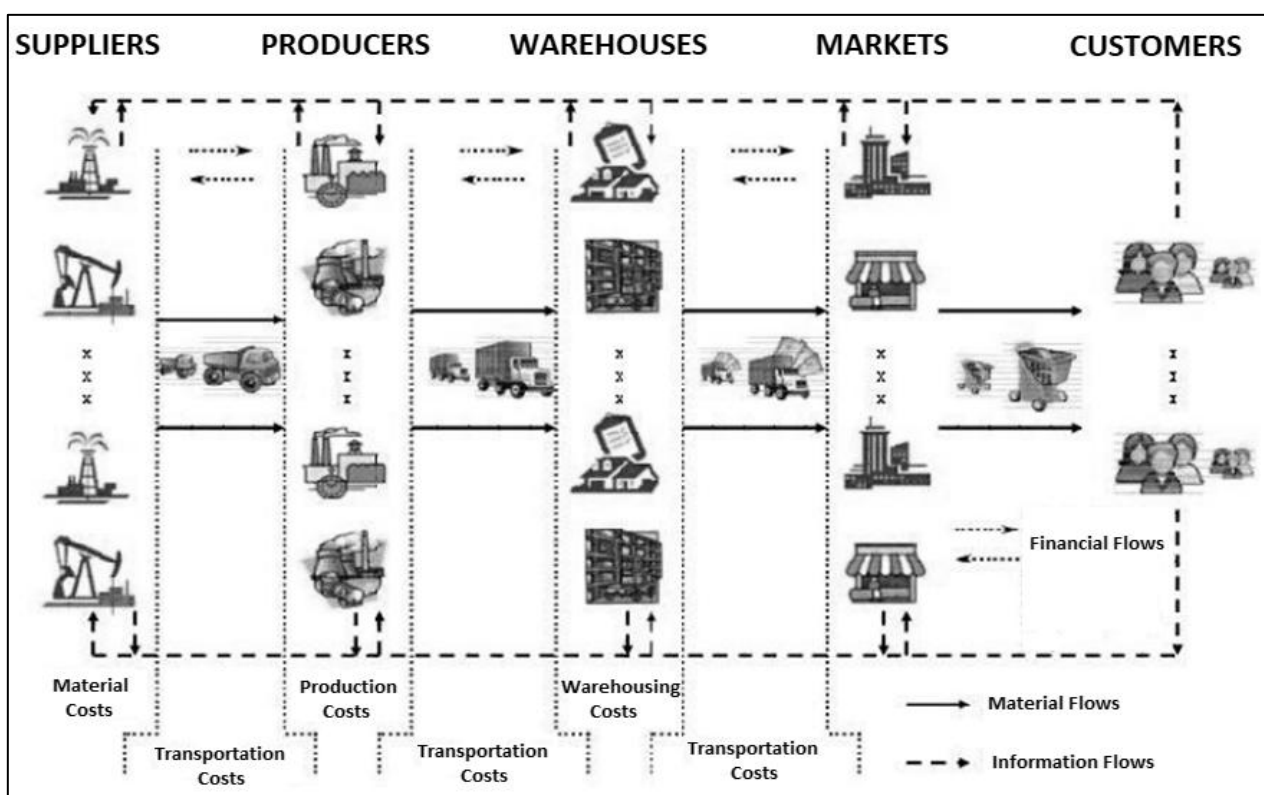 SUPPLIERS PRODUCERS WAREHOUSES MARKETS CUSTOMERS
x I x x I
x I x x I
x I x x I
Financial Flows
Material
Costs
Production
Costs
Warehousing
Costs
Material Flows
Transportation
Costs
Transportation
Costs
Transportation
Costs
Information Flows